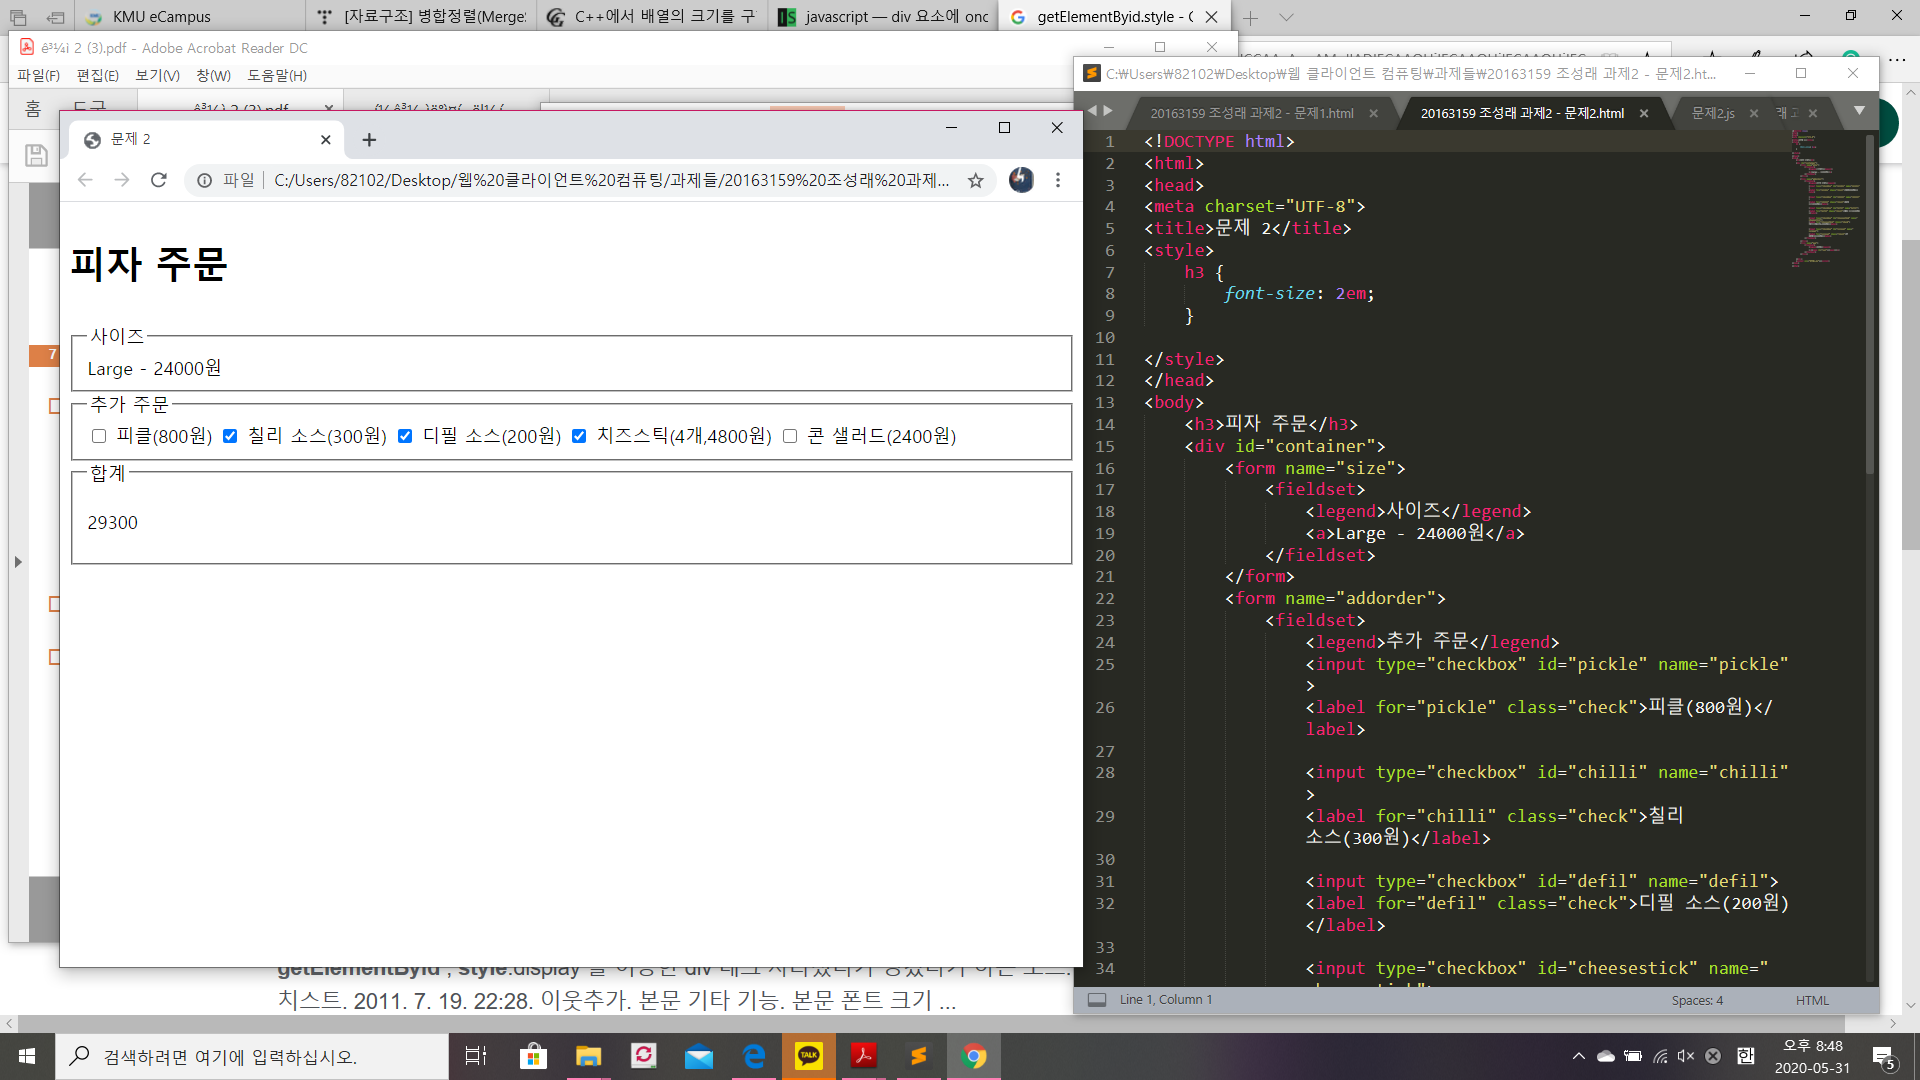 KMU eCampus
[자료구조] 병합정렬(Merge
C++에서 배열의 크기를 구
javascript — div 요소에 onc
getElementByid.style - G
ê³¼ì 2 (3).pdf - Adobe Acrobat Reader DC
파일(F) 편집(E) 보기(V) 창(W) 도움말(H)
홈 도구
7
문제 2
파일
C:/Users/82102/Desktop/웹%20클라이언트%20컴퓨팅/과제들/20163159%20조성래%20과제...
피자 주문
사이즈
Large - 24000원
추가 주문
피클(800원) 칠리 소스(300원) 디필 소스(200원) 치즈스틱(4개,4800원) 콘 샐러드(2400원)
합계
29300
치스트. 2011. 7. 19. 22:28. 이웃추가. 본문 기타 기능. 본문 폰트 크기 ...
C:₩Users₩82102₩Desktop₩웹 클라이언트 컴퓨팅₩과제들₩20163159 조성래 과제2 - 문제2.ht...
20163159 조성래 과제2 - 문제1.html
20163159 조성래 과제2 - 문제2.html
문제2.js
1 <!DOCTYPE html>
2 <html>
3 <head>
4 <meta charset="UTF-8">
5 <title>문제 2</title>
6 <style>
7 h3 {
8 font-size: 2em;
9 }
10
11 </style>
12 </head>
13 <body>
14 <h3>피자 주문</h3>
15 <div id="container">
16 <form name="size">
17 <fieldset>
18 <legend>사이즈</legend>
19 <a>Large - 24000원</a>
20 </fieldset>
21 </form>
22 <form name="addorder">
23 <fieldset>
24 <legend>추가 주문</legend>
25 <input type="checkbox" id="pickle" name="pickle"
>
26 <label for="pickle" class="check">피클(800원)</
label>
27
28 <input type="checkbox" id="chilli" name="chilli"
>
29 <label for="chilli" class="check">칠리
소스(300원)</label>
30
31 <input type="checkbox" id="defil" name="defil">
32 <label for="defil" class="check">디필 소스(200원)
</label>
33
34 <input type="checkbox" id="cheesestick" name="
Line 1, Column 1
Spaces: 4
HTML
검색하려면 여기에 입력하십시오.
TALK
한
오후 8:48
2020-05-31
5